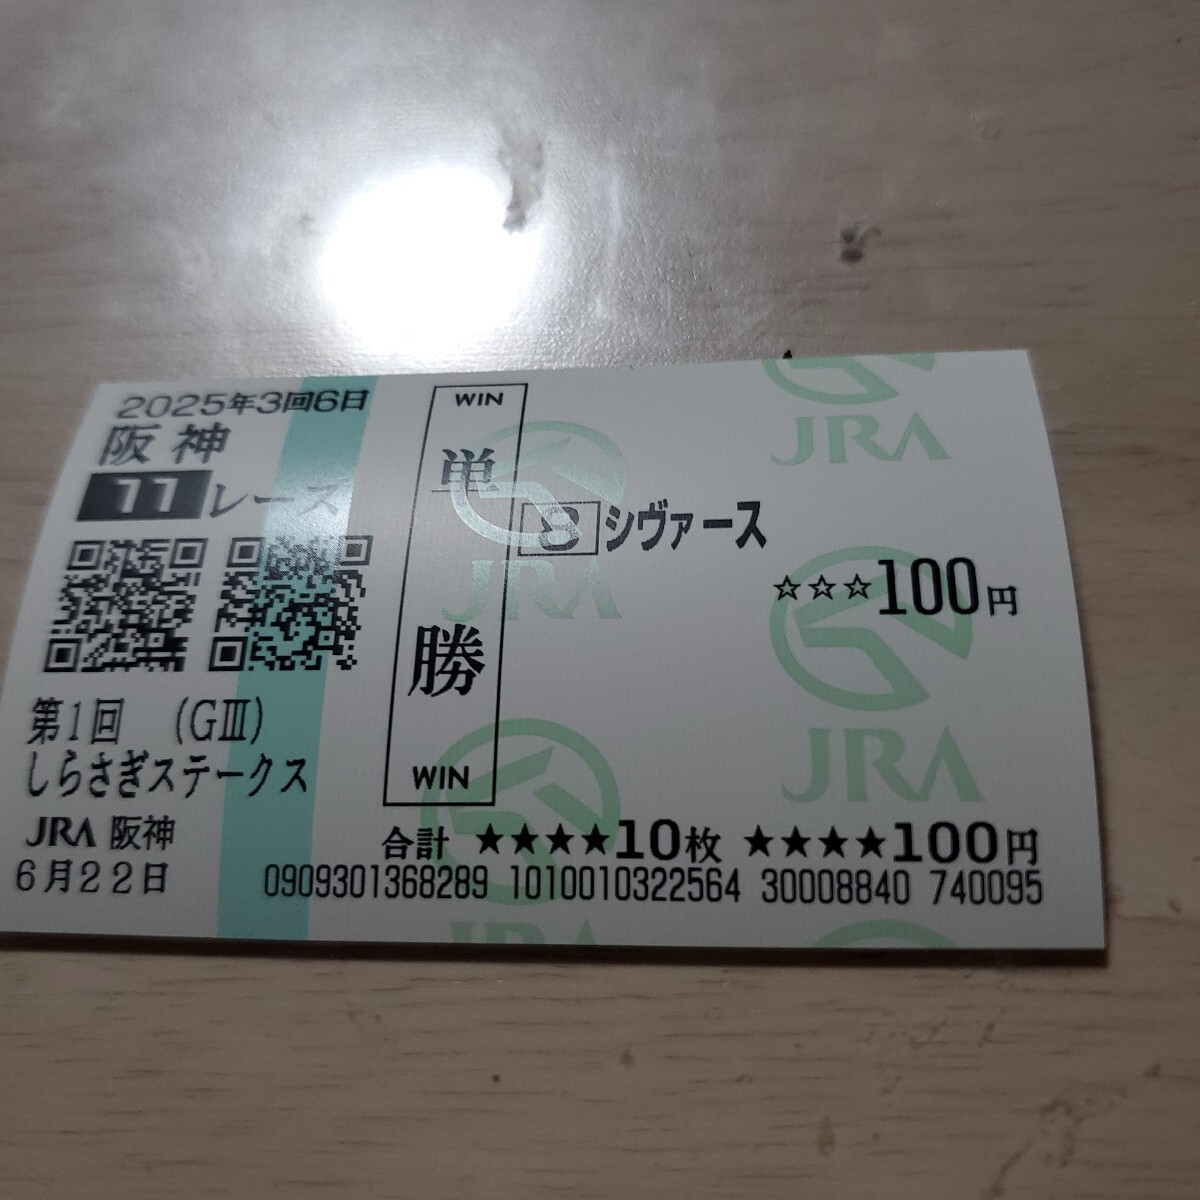 2025年3回6日
阪神
11レース
第1回 (GⅢ)
しらさぎステークス
JRA 阪神
6月22日
WIN
単勝
WIN
8 シヴァース
☆☆☆100円
合計 ★★★★10枚 ★★★★100円
0909301368289 1010010322564 30008840 740095
JRA
JRA
JRA
JRA